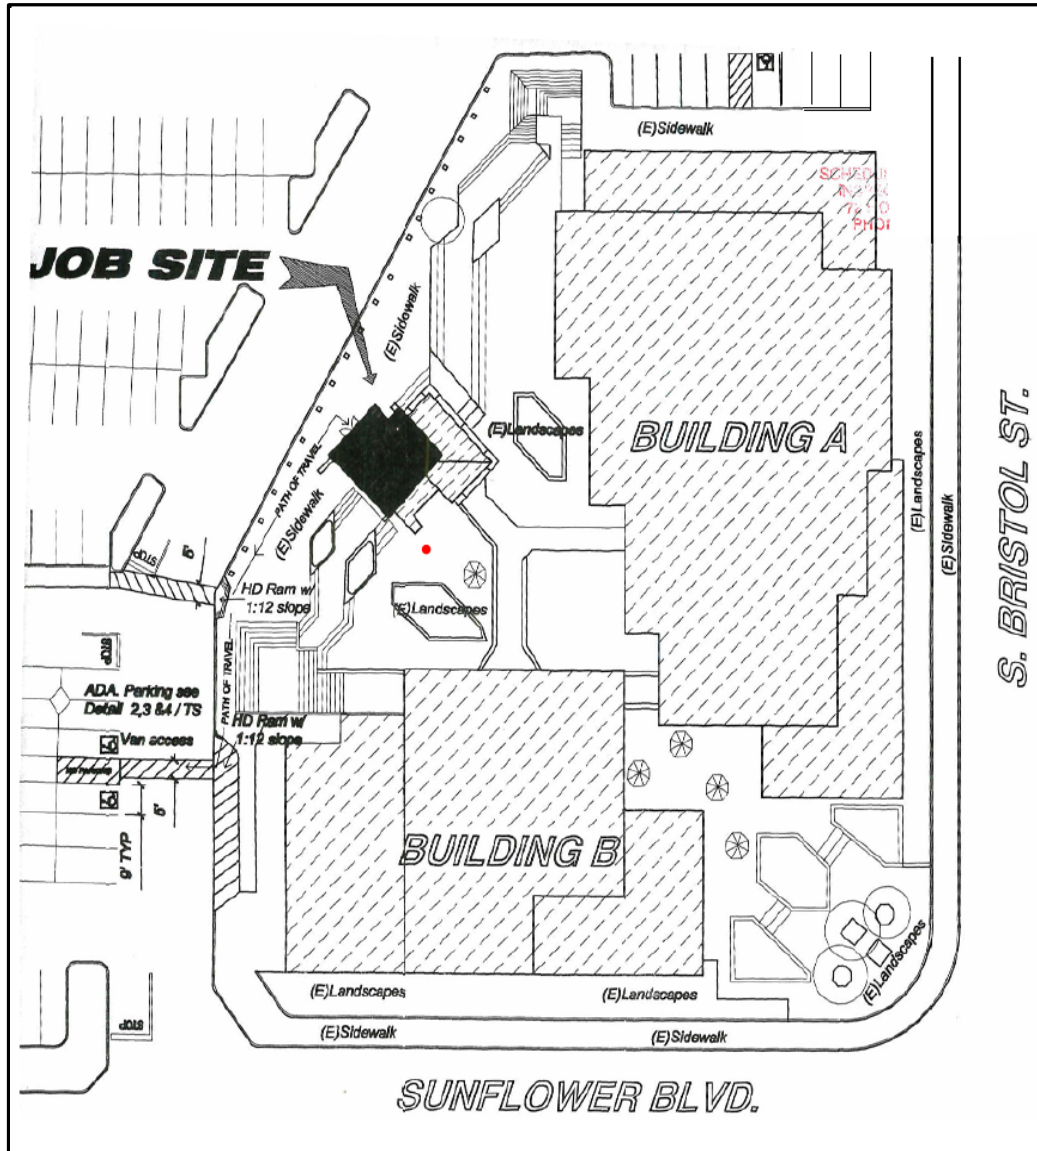 (E)Sidewalk
JOB SITE
(E)Sidewalk
(E)Landscapes
BUILDING A
S. BRISTOL ST.
(E)Landscapes
(E)Sidewalk
PATH OF TRAVEL
(E)Sidewalk
STOP
5'
HD Ram w/
1:12 slope
(E)Landscapes
STOP
PATH OF TRAVEL
ADA. Parking see
Detail 2,3 &4 / TS
HD Ram w/
1:12 slope
Van access
NO PARKING
5'
9' TYP
BUILDING B
(E)Landscapes
(E)Landscapes
(E)Landscapes
STOP
(E)Sidewalk
(E)Sidewalk
SUNFLOWER BLVD.